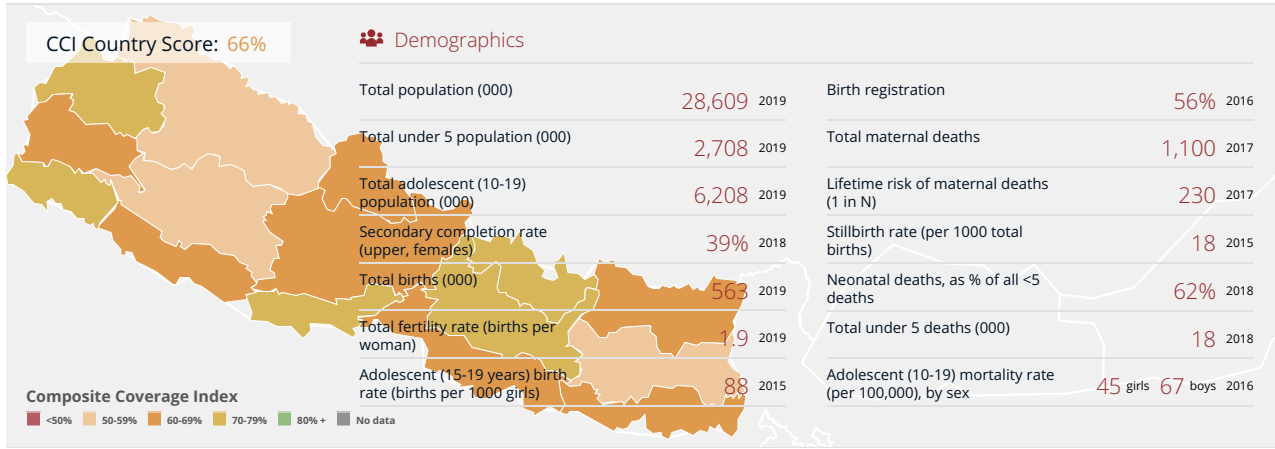 CCI Country Score: 66%
Demographics
Total population (000)
28,609 2019
Total under 5 population (000)
2,708 2019
Total adolescent (10-19)
population (000)
6,208 2019
Secondary completion rate
(upper, females)
39% 2018
Total births (000)
563 2019
Total fertility rate (births per
woman)
1.9 2019
Adolescent (15-19 years) birth
rate (births per 1000 girls)
88 2015
Birth registration
56% 2016
Total maternal deaths
1,100 2017
Lifetime risk of maternal deaths
(1 in N)
230 2017
Stillbirth rate (per 1000 total
births)
18 2015
Neonatal deaths, as % of all <5
deaths
62% 2018
Total under 5 deaths (000)
18 2018
Adolescent (10-19) mortality rate
(per 100,000), by sex
45 girls 67 boys 2016
Composite Coverage Index
<50% 50-59% 60-69% 70-79% 80% + No data